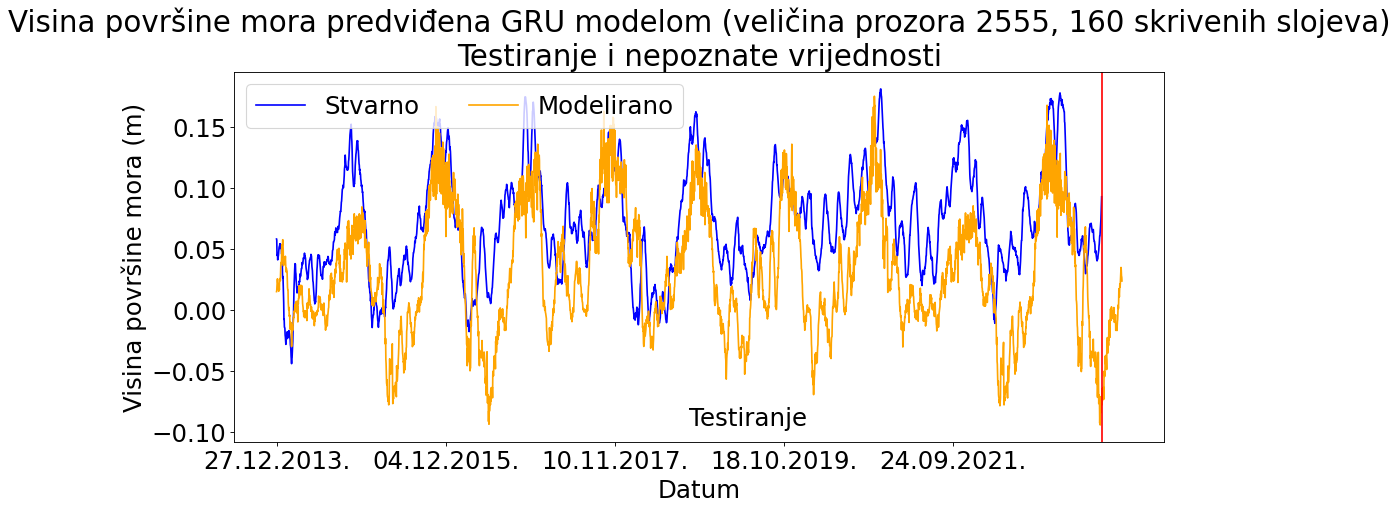 Visina površine mora predviđena GRU modelom (veličina prozora 2555, 160 skrivenih slojeva)
Testiranje i nepoznate vrijednosti
Stvarno
Modelirano
Visina površine mora (m)
0.15
0.10
0.05
0.00
−0.05
−0.10
Testiranje
27.12.2013.
04.12.2015.
10.11.2017.
18.10.2019.
24.09.2021.
Datum